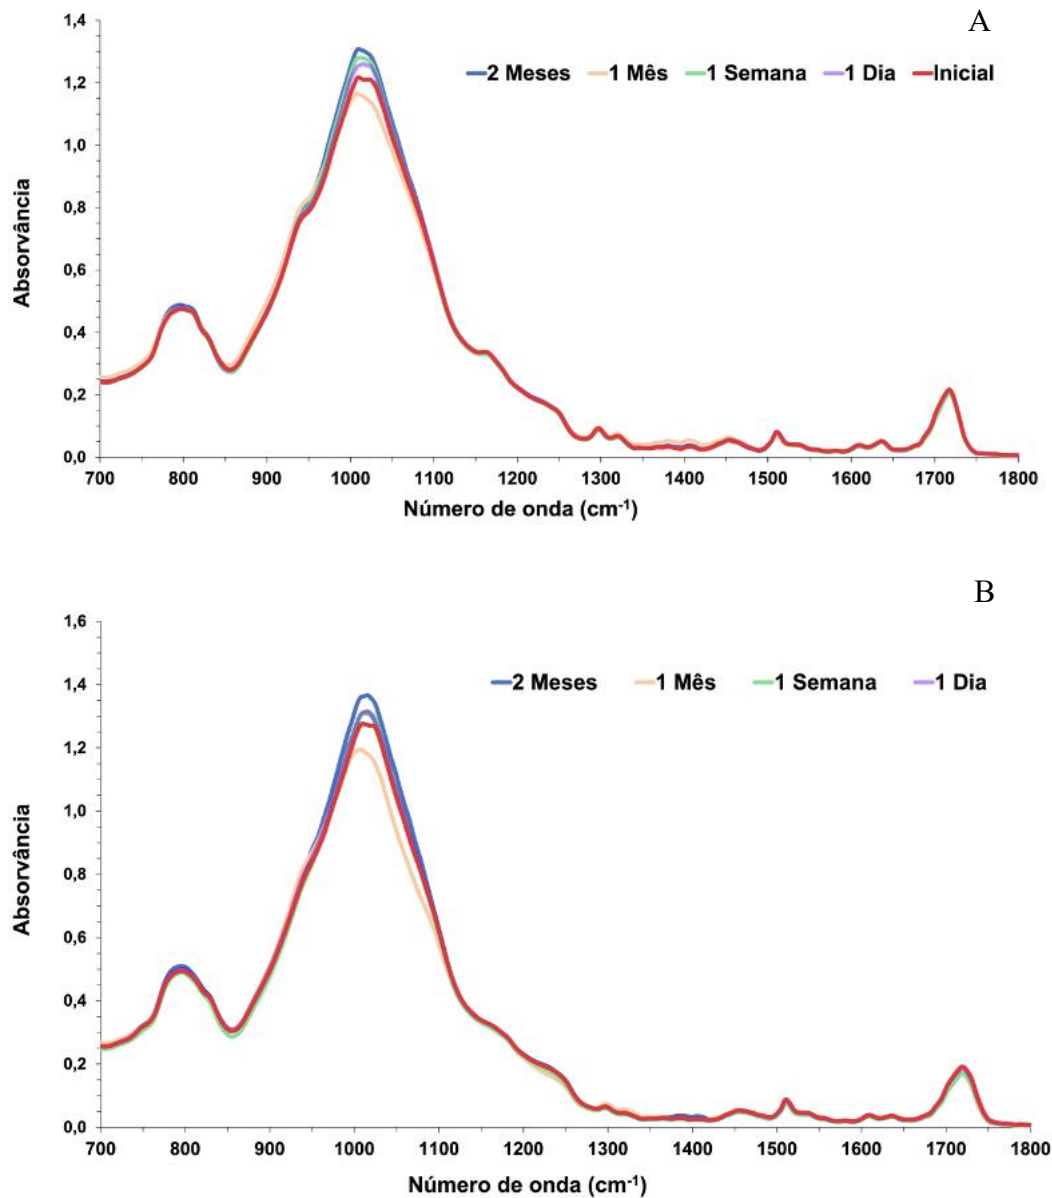 A
1,4
2 Meses 1 Mês 1 Semana 1 Dia Inicial
1,2
1,0
0,8
0,6
0,4
0,2
0,0
Absorvância
700 800 900 1000 1100 1200 1300 1400 1500 1600 1700 1800
Número de onda (cm-1)
B
1,6
2 Meses 1 Mês 1 Semana 1 Dia
1,4
1,2
1,0
0,8
0,6
0,4
0,2
0,0
Absorvância
700 800 900 1000 1100 1200 1300 1400 1500 1600 1700 1800
Número de onda (cm-1)